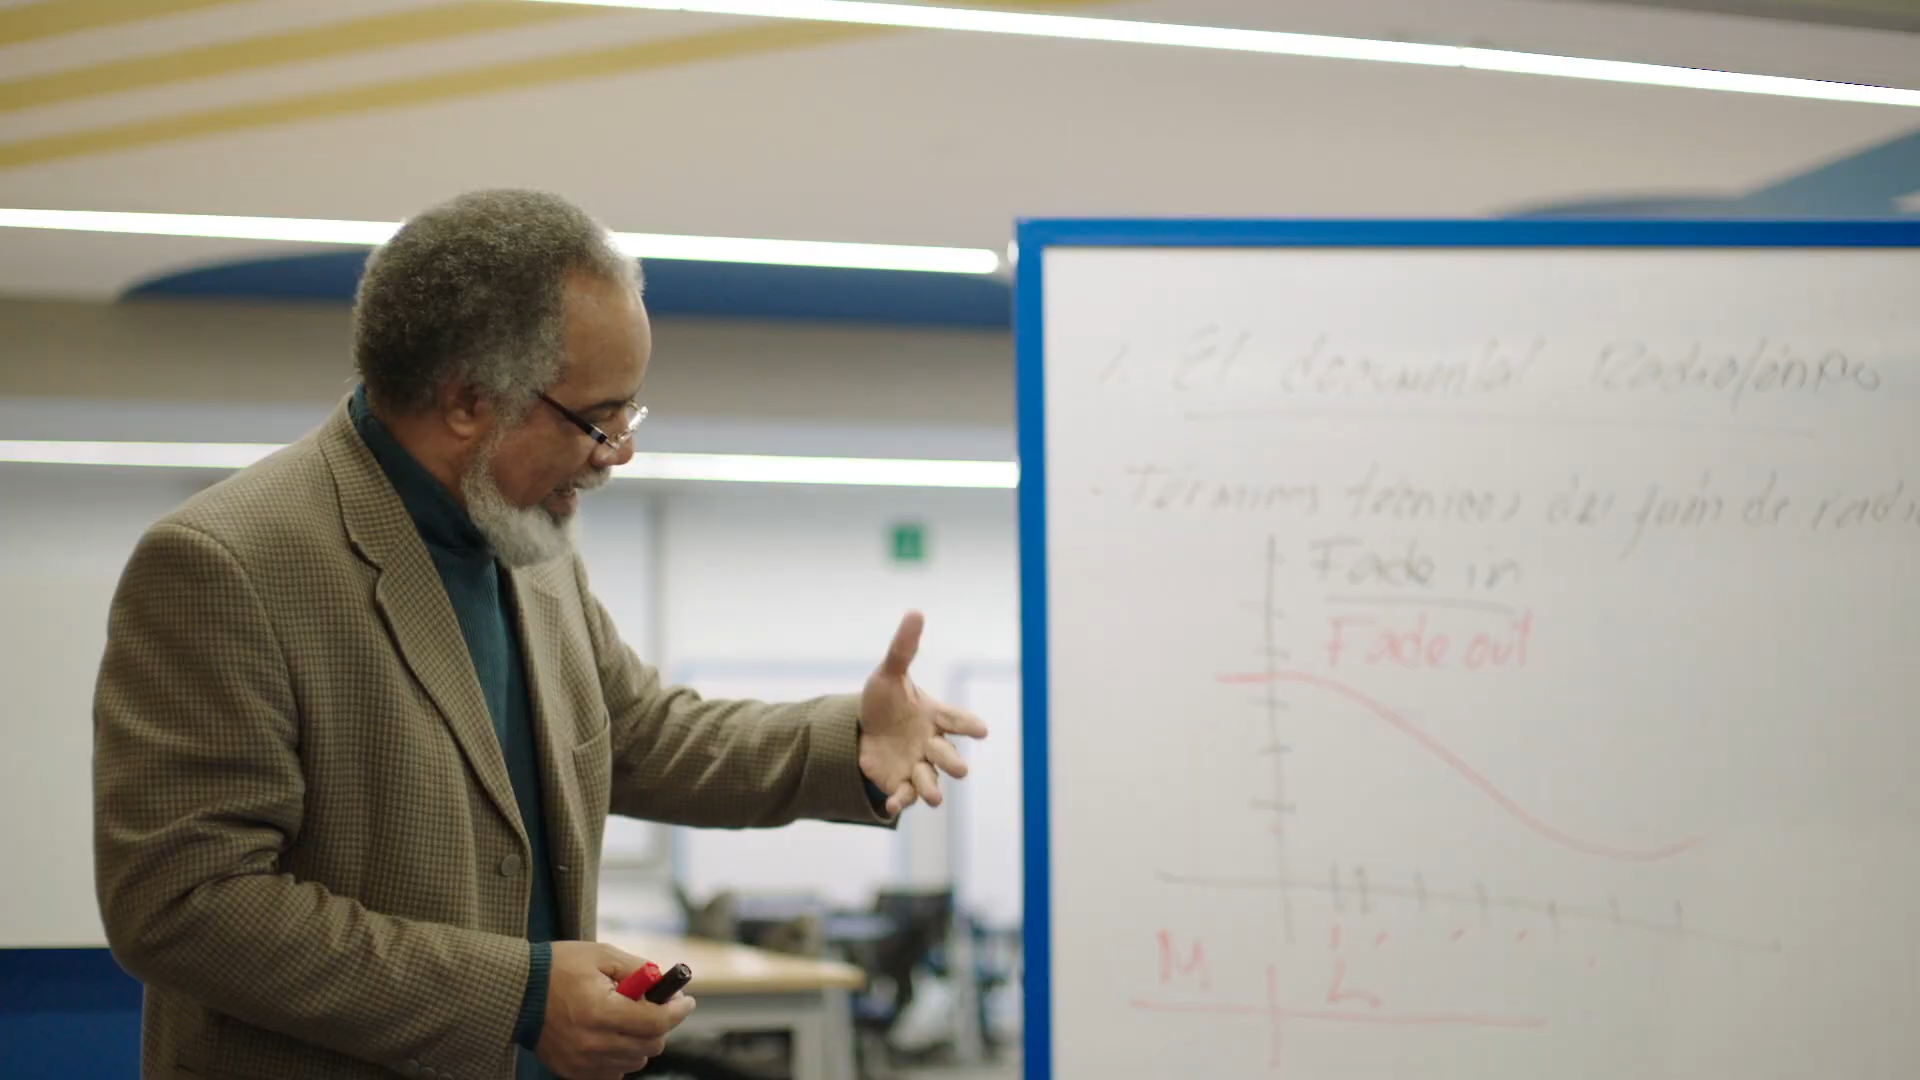 1. El documental Radiofónico
- Términos técnicos del guión de radio
Fade in
Fade out
M L